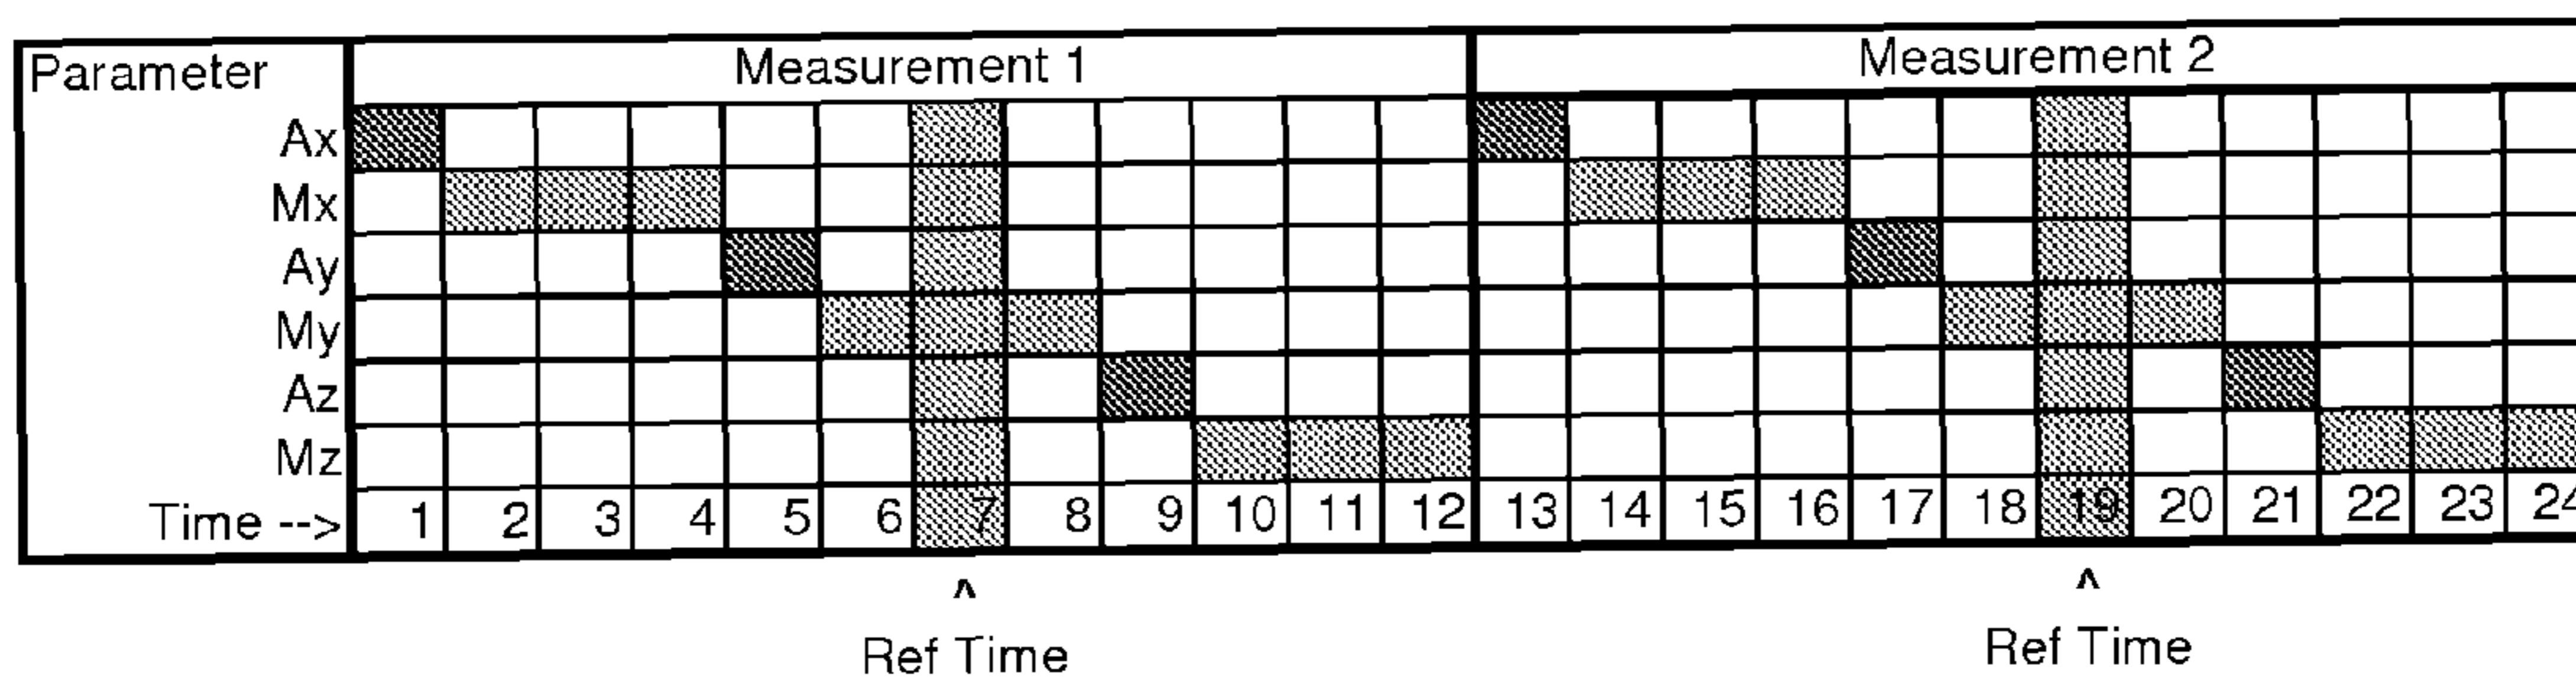 Parameter Measurement 1 Measurement 2
Ax
Mx
Ay
My
Az
Mz
Time --> 1 2 3 4 5 6 7 8 9 10 11 12 13 14 15 16 17 18 19 20 21 22 23 24
^ ^
Ref Time Ref Time